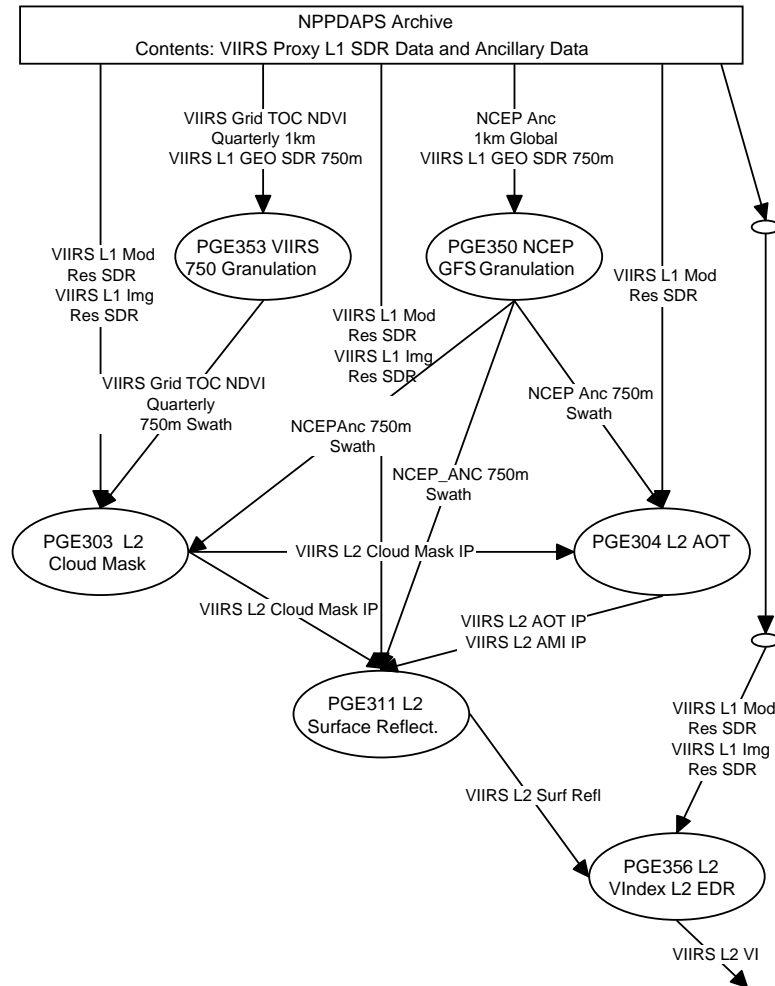 NPPDAPS Archive
Contents: VIIRS Proxy L1 SDR Data and Ancillary Data
VIIRS Grid TOC NDVI
Quarterly 1km
VIIRS L1 GEO SDR 750m
NCEP Anc
1km Global
VIIRS L1 GEO SDR 750m
PGE353 VIIRS
750 Granulation
PGE350 NCEP
GFS Granulation
VIIRS L1 Mod
Res SDR
VIIRS L1 Img
Res SDR
VIIRS L1 Mod
Res SDR
VIIRS L1 Img
Res SDR
VIIRS L1 Mod
Res SDR
VIIRS Grid TOC NDVI
Quarterly
750m Swath
NCEPAnc 750m
Swath
NCEP_ANC 750m
Swath
NCEP Anc 750m
Swath
PGE303 L2
Cloud Mask
VIIRS L2 Cloud Mask IP
PGE304 L2 AOT
VIIRS L2 Cloud Mask IP
VIIRS L2 AOT IP
VIIRS L2 AMI IP
PGE311 L2
Surface Reflect.
VIIRS L1 Mod
Res SDR
VIIRS L1 Img
Res SDR
VIIRS L2 Surf Refl
PGE356 L2
VIndex L2 EDR
VIIRS L2 VI